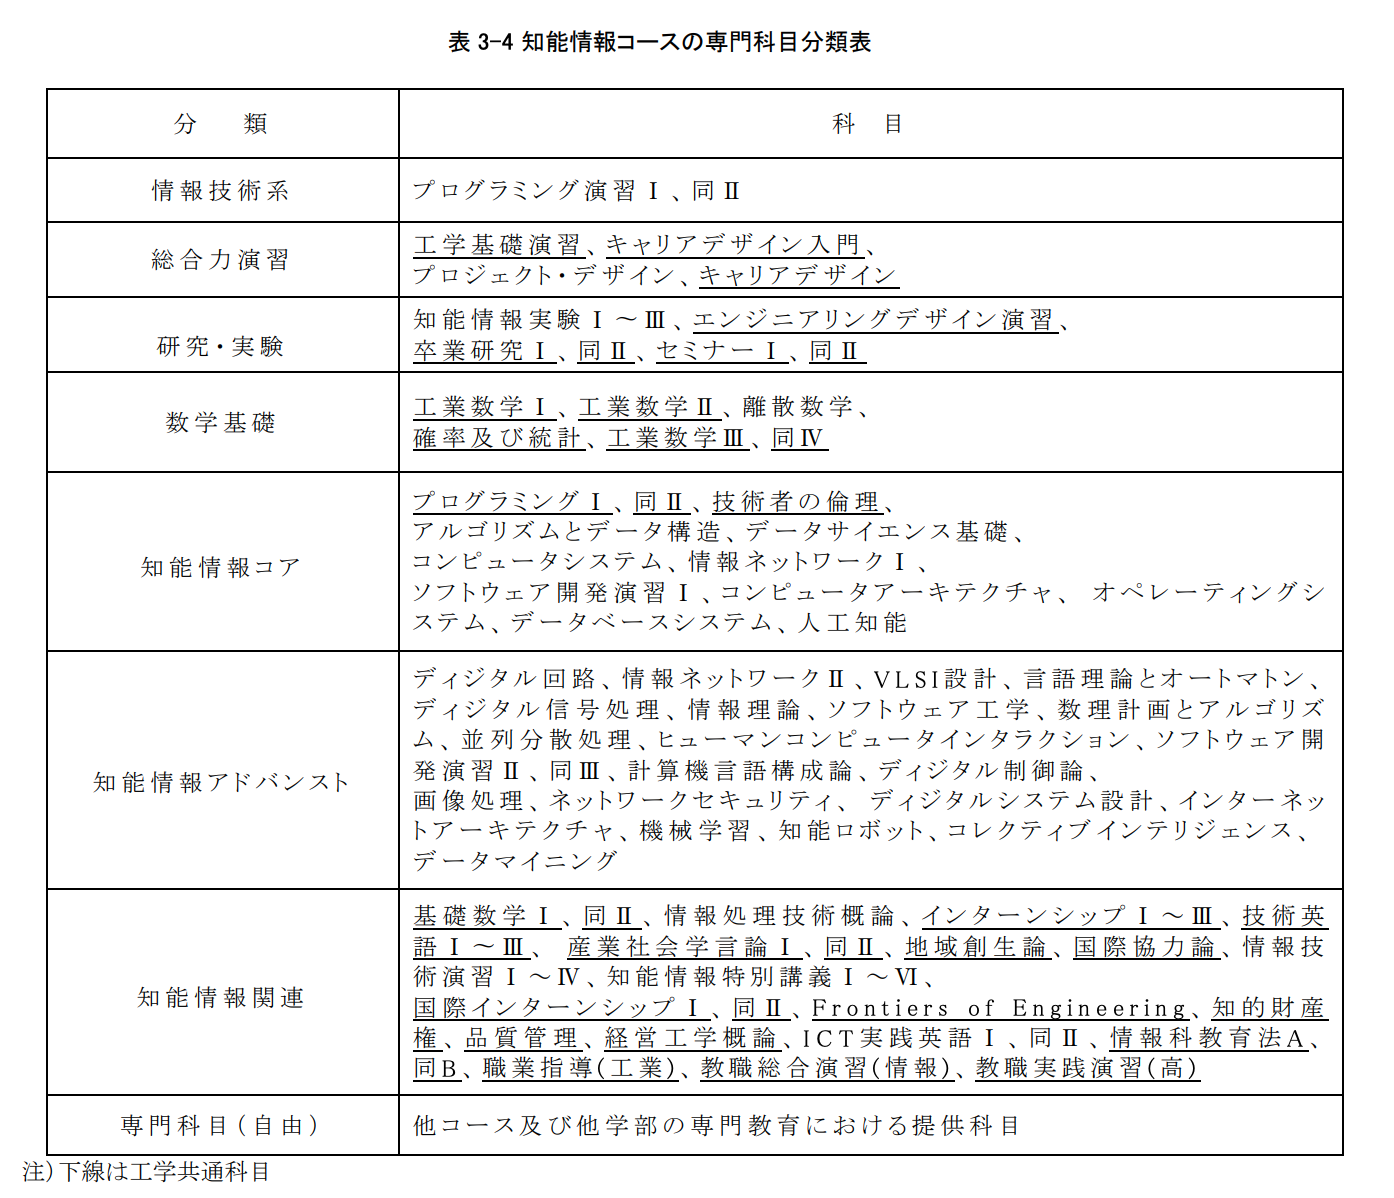 表 3-4 知能情報コースの専門科目分類表
分　類
科　目
情報技術系
プログラミング演習Ⅰ、同Ⅱ
総合力演習
工学基礎演習、キャリアデザイン入門、
プロジェクト・デザイン、キャリアデザイン
研究・実験
知能情報実験Ⅰ～Ⅲ、エンジニアリングデザイン演習、
卒業研究Ⅰ、同Ⅱ、セミナーⅠ、同Ⅱ
数学基礎
工業数学Ⅰ、工業数学Ⅱ、離散数学、
確率及び統計、工業数学Ⅲ、同Ⅳ
知能情報コア
プログラミングⅠ、同Ⅱ、技術者の倫理、
アルゴリズムとデータ構造、データサイエンス基礎、
コンピュータシステム、情報ネットワークⅠ、
ソフトウェア開発演習Ⅰ、コンピュータアーキテクチャ、 オペレーティングシ
ステム、データベースシステム、人工知能
知能情報アドバンスト
ディジタル回路、情報ネットワークⅡ、VLSI設計、言語理論とオートマトン、
ディジタル信号処理、情報理論、ソフトウェア工学、数理計画とアルゴリズ
ム、並列分散処理、ヒューマンコンピュータインタラクション、ソフトウェア開
発演習Ⅱ、同Ⅲ、計算機言語構成論、ディジタル制御論、
画像処理、ネットワークセキュリティ、 ディジタルシステム設計、インターネッ
トアーキテクチャ、機械学習、知能ロボット、コレクティブインテリジェンス、
データマイニング
知能情報関連
基礎数学Ⅰ、同Ⅱ、情報処理技術概論、インターンシップⅠ～Ⅲ、技術英
語Ⅰ～Ⅲ、 産業社会学言論Ⅰ、同Ⅱ、地域創生論、国際協力論、情報技
術演習Ⅰ～Ⅳ、知能情報特別講義Ⅰ～Ⅵ、
国際インターンシップⅠ、同Ⅱ、Frontiers of Engineering、知的財産
権、品質管理、経営工学概論、ICT実践英語Ⅰ、同Ⅱ、情報科教育法A、
同B、職業指導(工業)、教職総合演習(情報)、教職実践演習(高)
専門科目(自由)
他コース及び他学部の専門教育における提供科目
注)下線は工学共通科目